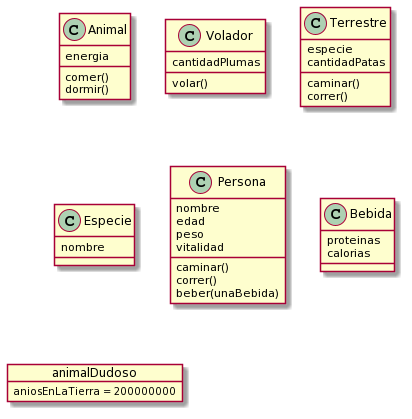 C Animal
energia
comer()
dormir()
C Volador
cantidadPlumas
volar()
C Terrestre
especie
cantidadPatas
caminar()
correr()
C Especie
nombre
C Persona
nombre
edad
peso
vitalidad
caminar()
correr()
beber(unaBebida)
C Bebida
proteinas
calorias
animalDudoso
aniosEnLaTierra = 200000000